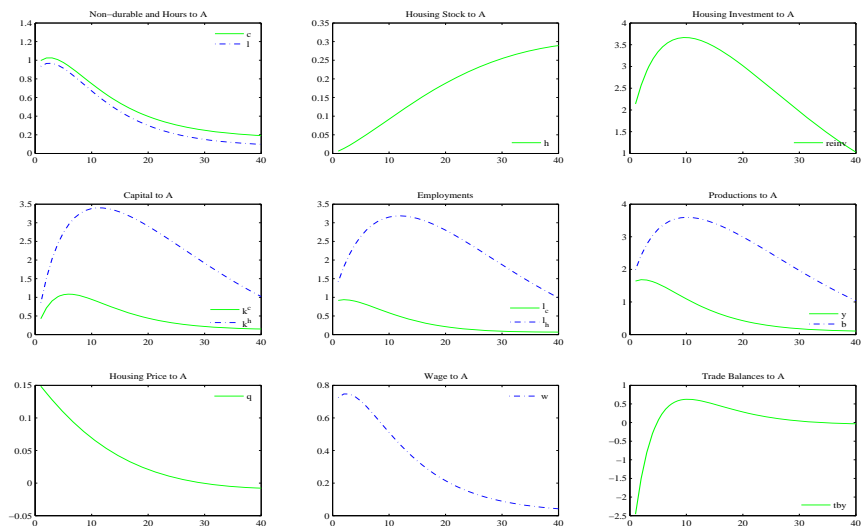 Non−durable and Hours to A
1.4
1.2
1
0.8
0.6
0.4
0.2
0
0 10 20 30 40
c
l
Housing Stock to A
0.35
0.3
0.25
0.2
0.15
0.1
0.05
0
0 10 20 30 40
h
Housing Investment to A
4
3.5
3
2.5
2
1.5
1
0 10 20 30 40
reinv
Capital to A
3.5
3
2.5
2
1.5
1
0.5
0
0 10 20 30 40
k^c
k^h
Employments
3.5
3
2.5
2
1.5
1
0.5
0
0 10 20 30 40
l_c
l_h
Productions to A
4
3
2
1
0
0 10 20 30 40
y
b
Housing Price to A
0.15
0.1
0.05
0
−0.05
0 10 20 30 40
q
Wage to A
0.8
0.6
0.4
0.2
0
0 10 20 30 40
w
Trade Balances to A
1
0.5
0
−0.5
−1
−1.5
−2
−2.5
0 10 20 30 40
tby